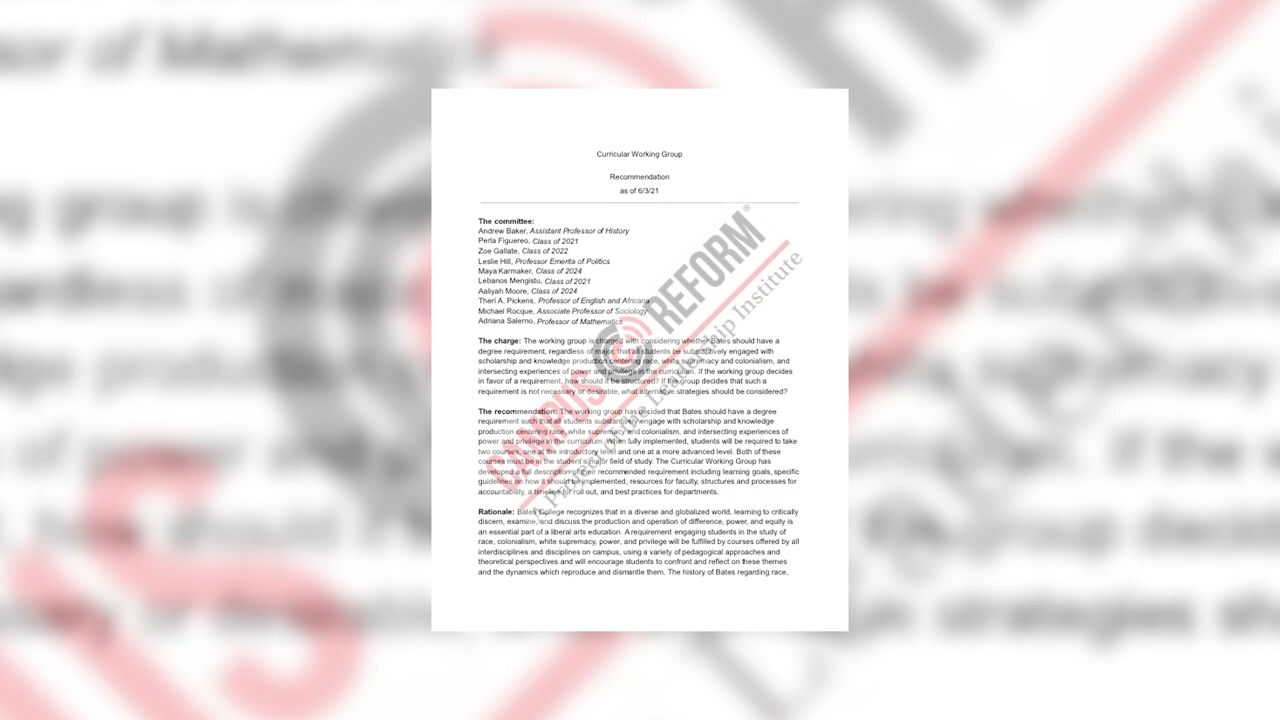 Curricular Working Group
Recommendation
as of 6/3/21
The committee:
Andrew Baker, Assistant Professor of History
Perla Figuereo, Class of 2021
Zoe Gallate, Class of 2022
Leslie Hill, Professor Emerita of Politics
Maya Karmaker, Class of 2024
Lebanos Mengistu, Class of 2021
Aaliyah Moore, Class of 2024
Therí A. Pickens, Professor of English and Africana
Michael Rocque, Associate Professor of Sociology
Adriana Salerno, Professor of Mathematics
The charge: The working group is charged with considering whether Bates should have a
degree requirement, regardless of major, that all students be substantively engaged with
scholarship and knowledge production centering race, white supremacy and colonialism, and
intersecting experiences of power and privilege in the curriculum. If the working group decides
in favor of a requirement, how should it be structured? If the group decides that such a
requirement is not necessary or desirable, what alternative strategies should be considered?
The recommendation: The working group has decided that Bates should have a degree
requirement such that all students substantively engage with scholarship and knowledge
production centering race, white supremacy and colonialism, and intersecting experiences of
power and privilege in the curriculum. When fully implemented, students will be required to take
two courses, one at the introductory level and one at a more advanced level. Both of these
courses must be in the student's major field of study. The Curricular Working Group has
developed a full description of their recommended requirement including learning goals, specific
guidelines on how it should be implemented, resources for faculty, structures and processes for
accountability, a timeline for roll out, and best practices for departments.
Rationale: Bates College recognizes that in a diverse and globalized world, learning to critically
discern, examine, and discuss the production and operation of difference, power, and equity is
an essential part of a liberal arts education. A requirement engaging students in the study of
race, colonialism, white supremacy, power, and privilege will be fulfilled by courses offered by all
interdisciplines and disciplines on campus, using a variety of pedagogical approaches and
theoretical perspectives and will encourage students to confront and reflect on these themes
and the dynamics which reproduce and dismantle them. The history of Bates regarding race,
CAMPUS REFORM®
A Program of the Leadership Institute